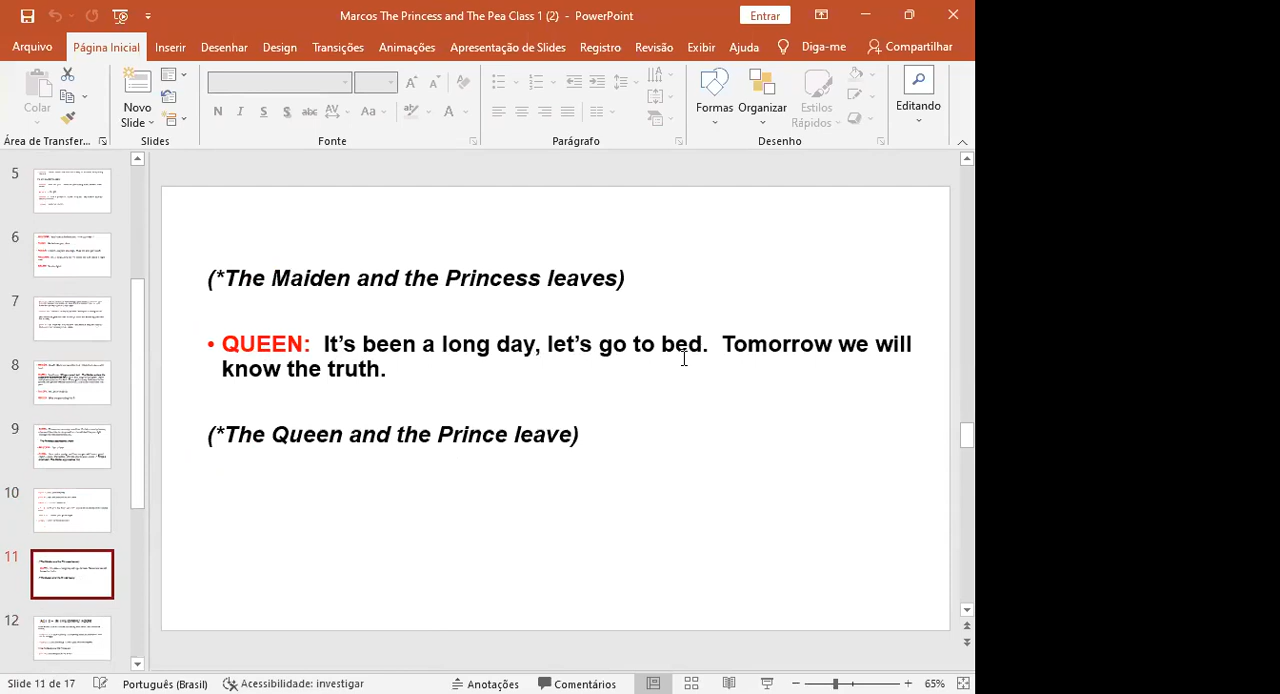 Marcos The Princess and The Pea Class 1 (2) - PowerPoint
Entrar
Arquivo Página Inicial Inserir Desenhar Design Transições Animações Apresentação de Slides Registro Revisão Exibir Ajuda Diga-me Compartilhar
Colar
Novo
Slide
N I S S abc AV Aa A
Formas Organizar Estilos
Rápidos
Editando
Área de Transfer... Slides Fonte Parágrafo Desenho
5
6
7
8
9
10
11
12
(*The Maiden and the Princess leaves)
• QUEEN: It’s been a long day, let’s go to bed. Tomorrow we will
know the truth.
(*The Queen and the Prince leave)
Slide 11 de 17 Português (Brasil) Acessibilidade: investigar Anotações Comentários 65%